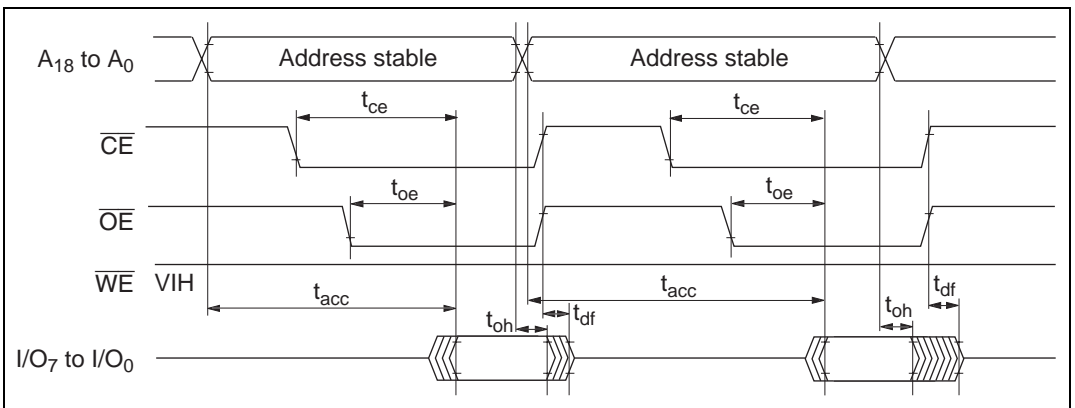 A18 to A0 Address stable Address stable
tce tce
CE
toe toe
OE
WE VIH
tacc tacc
toh tdf toh tdf
I/O7 to I/O0